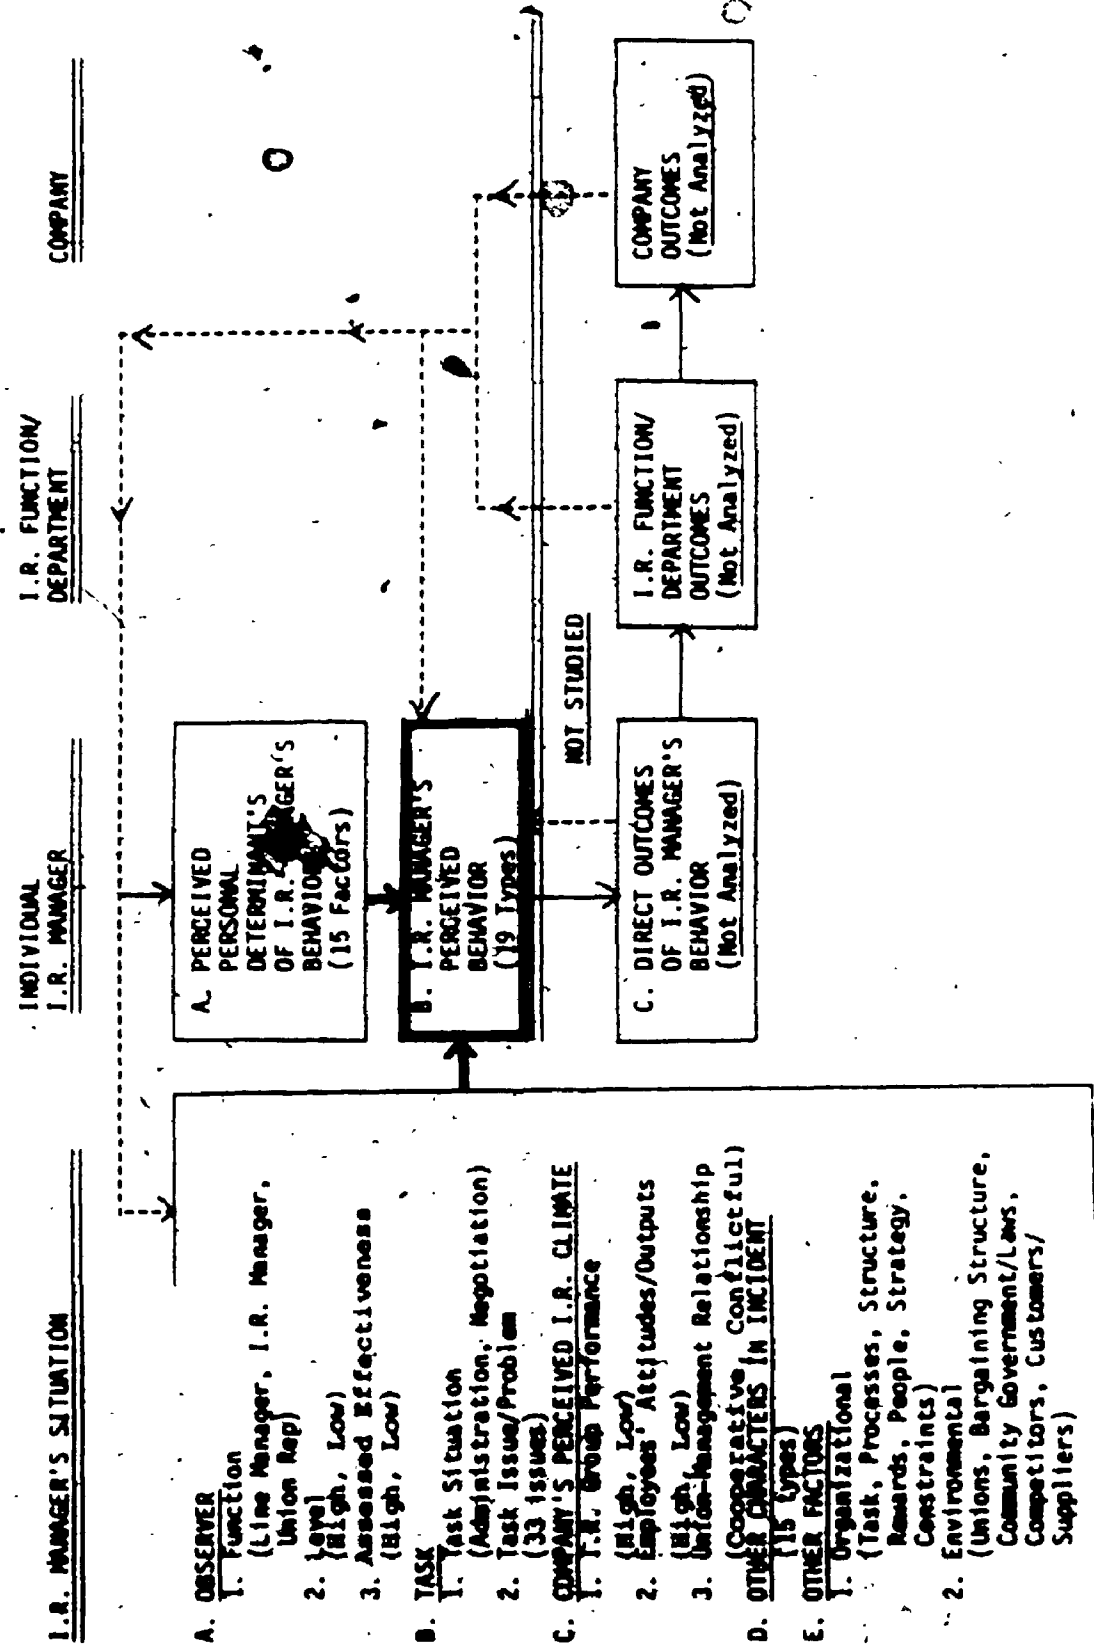 I.R. MANAGER'S SITUATION
A. OBSERVER
1. Function
(Line Manager, I.R. Manager,
Union Rep)
2. Level
(High, Low)
3. Assessed Effectiveness
(High, Low)
B. TASK
1. Task Situation
(Administration, Negotiation)
2. Task Issue/Problem
(33 issues)
C. COMPANY'S PERCEIVED I.R. CLIMATE
1. I.R. Group Performance
(High, Low)
2. Employees' Attitudes/Outputs
(High, Low)
3. Union-Management Relationship
(Cooperative, Conflictful)
D. OTHER CHARACTERS IN INCIDENT
(15 types)
E. OTHER FACTORS
1. Organizational
(Task, Processes, Structure,
Rewards, People, Strategy,
Constraints)
2. Environmental
(Unions, Bargaining Structure,
Community Government/Laws,
Competitors, Customers/
Suppliers)
INDIVIDUAL
I.R. MANAGER
A. PERCEIVED
PERSONAL
DETERMINANT'S
OF I.R. MANAGER'S
BEHAVIOR
(15 Factors)
B. I.R. MANAGER'S
PERCEIVED
BEHAVIOR
(19 Types)
NOT STUDIED
C. DIRECT OUTCOMES
OF I.R. MANAGER'S
BEHAVIOR
(Not Analyzed)
I.R. FUNCTION/
DEPARTMENT
I.R. FUNCTION/
DEPARTMENT
OUTCOMES
(Not Analyzed)
COMPANY
COMPANY
OUTCOMES
(Not Analyzed)